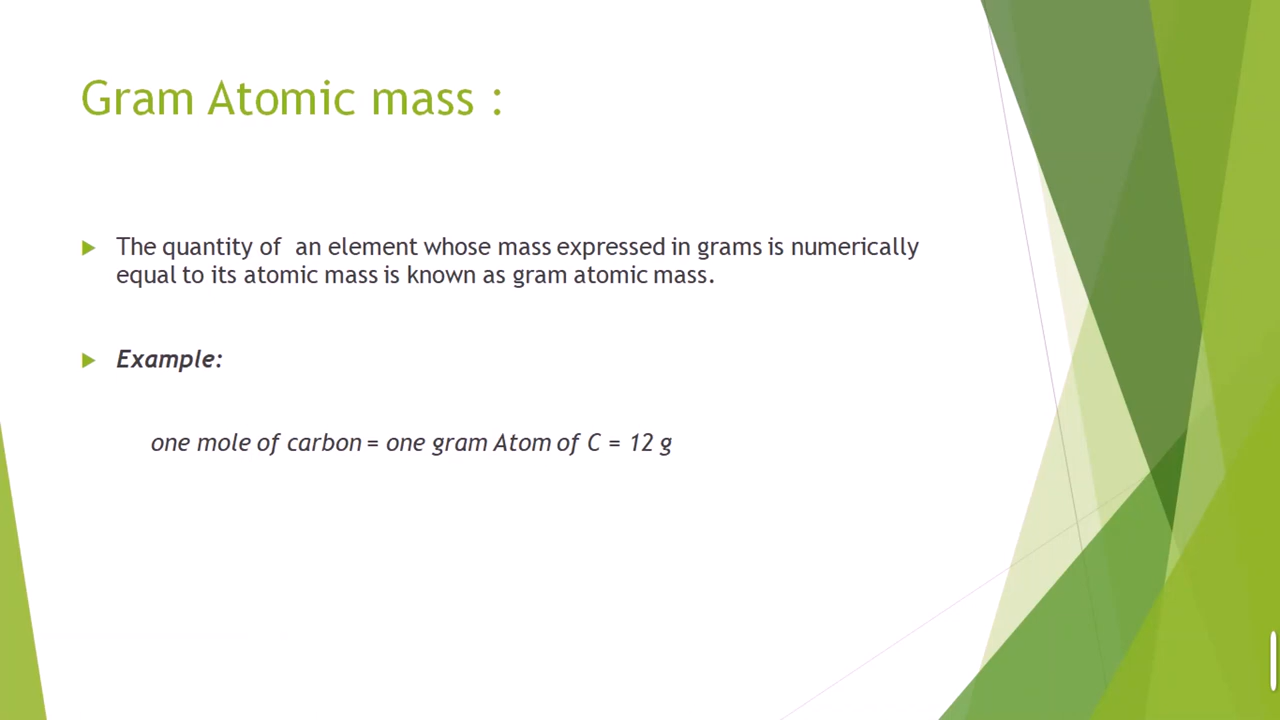 Gram Atomic mass :
The quantity of  an element whose mass expressed in grams is numerically
equal to its atomic mass is known as gram atomic mass.
Example:
one mole of carbon = one gram Atom of C = 12 g